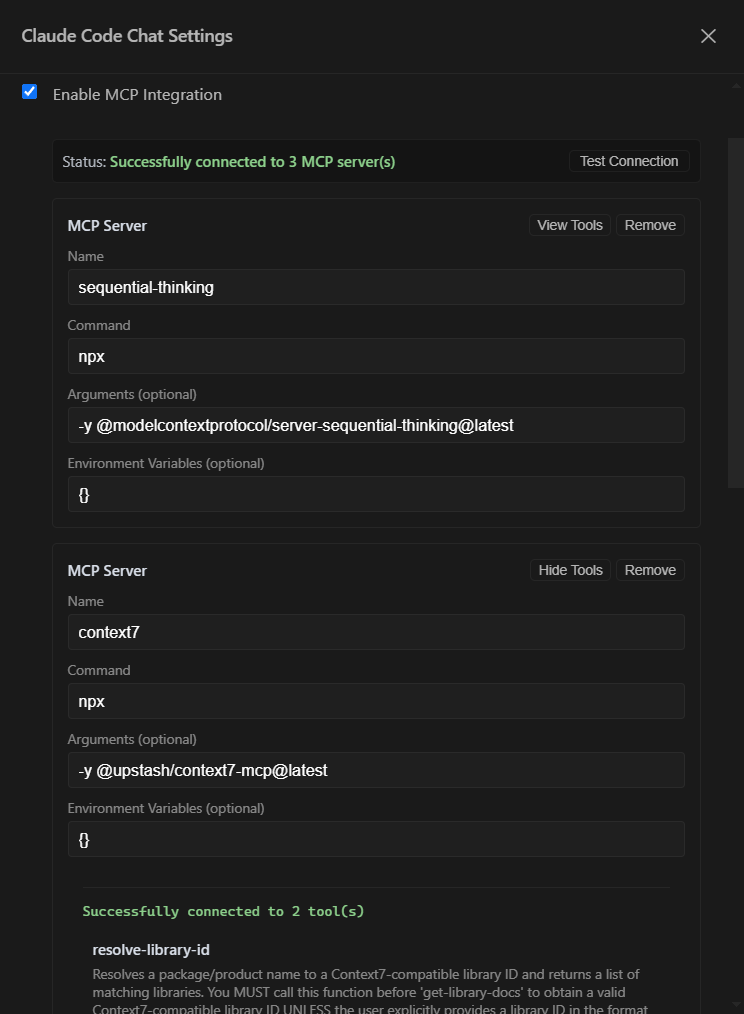 Claude Code Chat Settings
Enable MCP Integration
Status: Successfully connected to 3 MCP server(s)
Test Connection
MCP Server
View Tools
Remove
Name
sequential-thinking
Command
npx
Arguments (optional)
-y @modelcontextprotocol/server-sequential-thinking@latest
Environment Variables (optional)
{}
MCP Server
Hide Tools
Remove
Name
context7
Command
npx
Arguments (optional)
-y @upstash/context7-mcp@latest
Environment Variables (optional)
{}
Successfully connected to 2 tool(s)
resolve-library-id
Resolves a package/product name to a Context7-compatible library ID and returns a list of
matching libraries. You MUST call this function before 'get-library-docs' to obtain a valid
Context7-compatible library ID UNLESS the user explicitly provides a library ID in the format